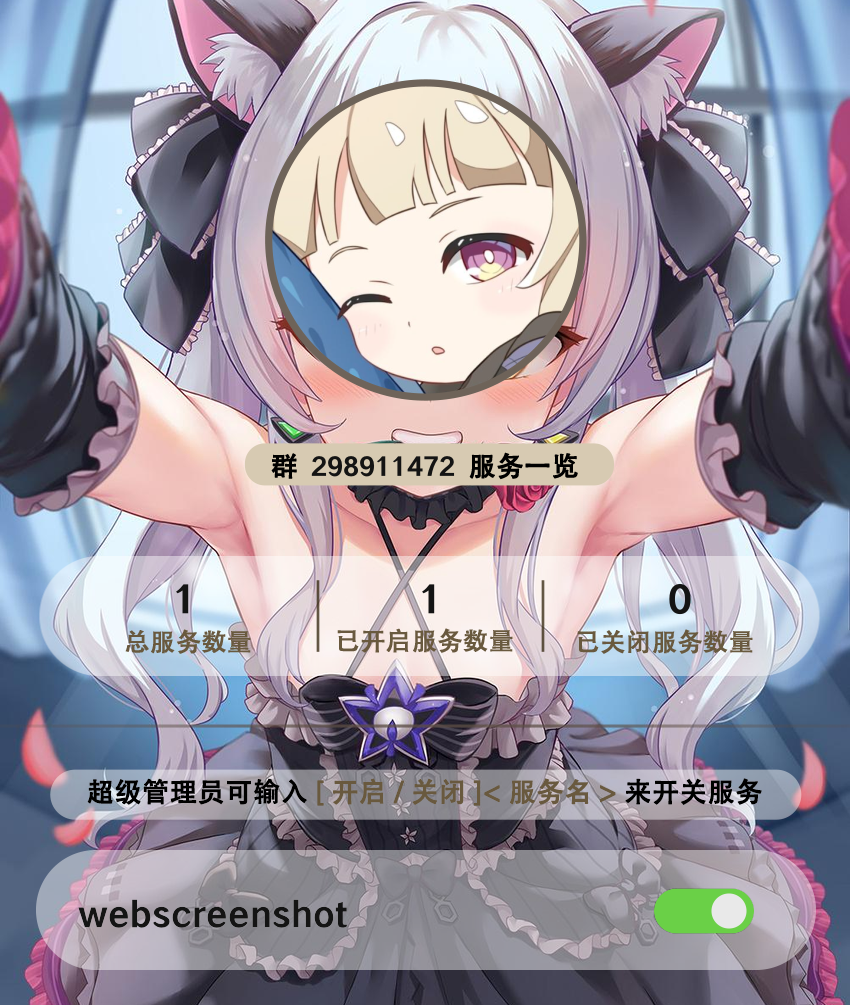 群 298911472 服务一览
1 1 0
总服务数量 已开启服务数量 已关闭服务数量
超级管理员可输入 [ 开启 / 关闭 ]< 服务名 > 来开关服务
webscreenshot